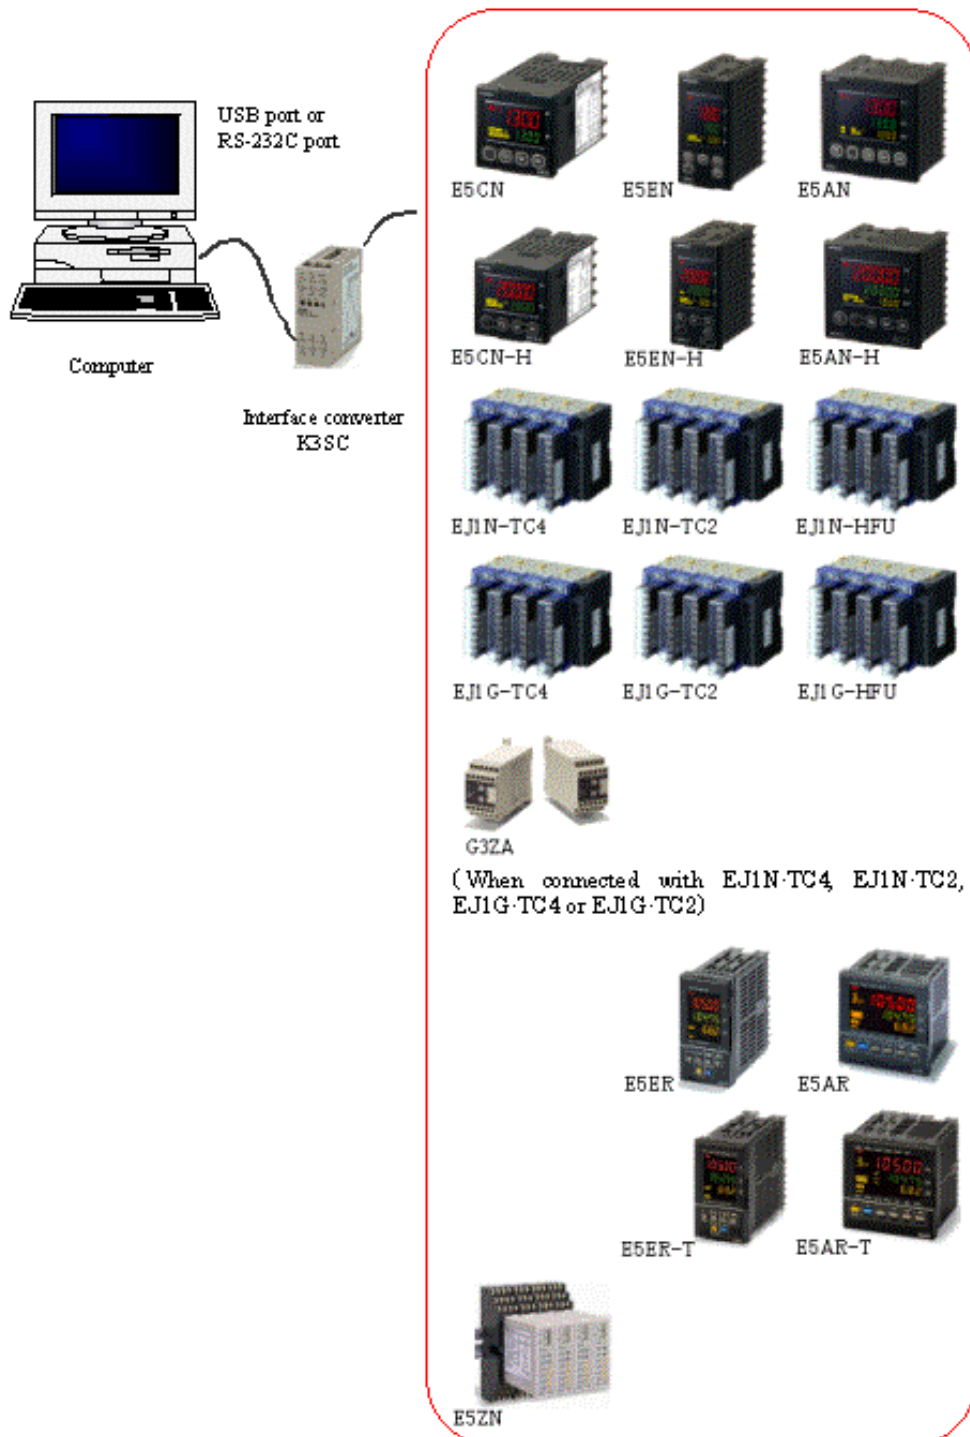 USB port or
RS-232C port
Computer
Interface converter
K3SC
E5CN E5EN E5AN
E5CN-H E5EN-H E5AN-H
EJ1N-TC4 EJ1N-TC2 EJ1N-HFU
EJ1G-TC4 EJ1G-TC2 EJ1G-HFU
G3ZA
(When connected with EJ1N-TC4, EJ1N-TC2,
EJ1G-TC4 or EJ1G-TC2)
E5ER E5AR
E5ER-T E5AR-T
E5ZN